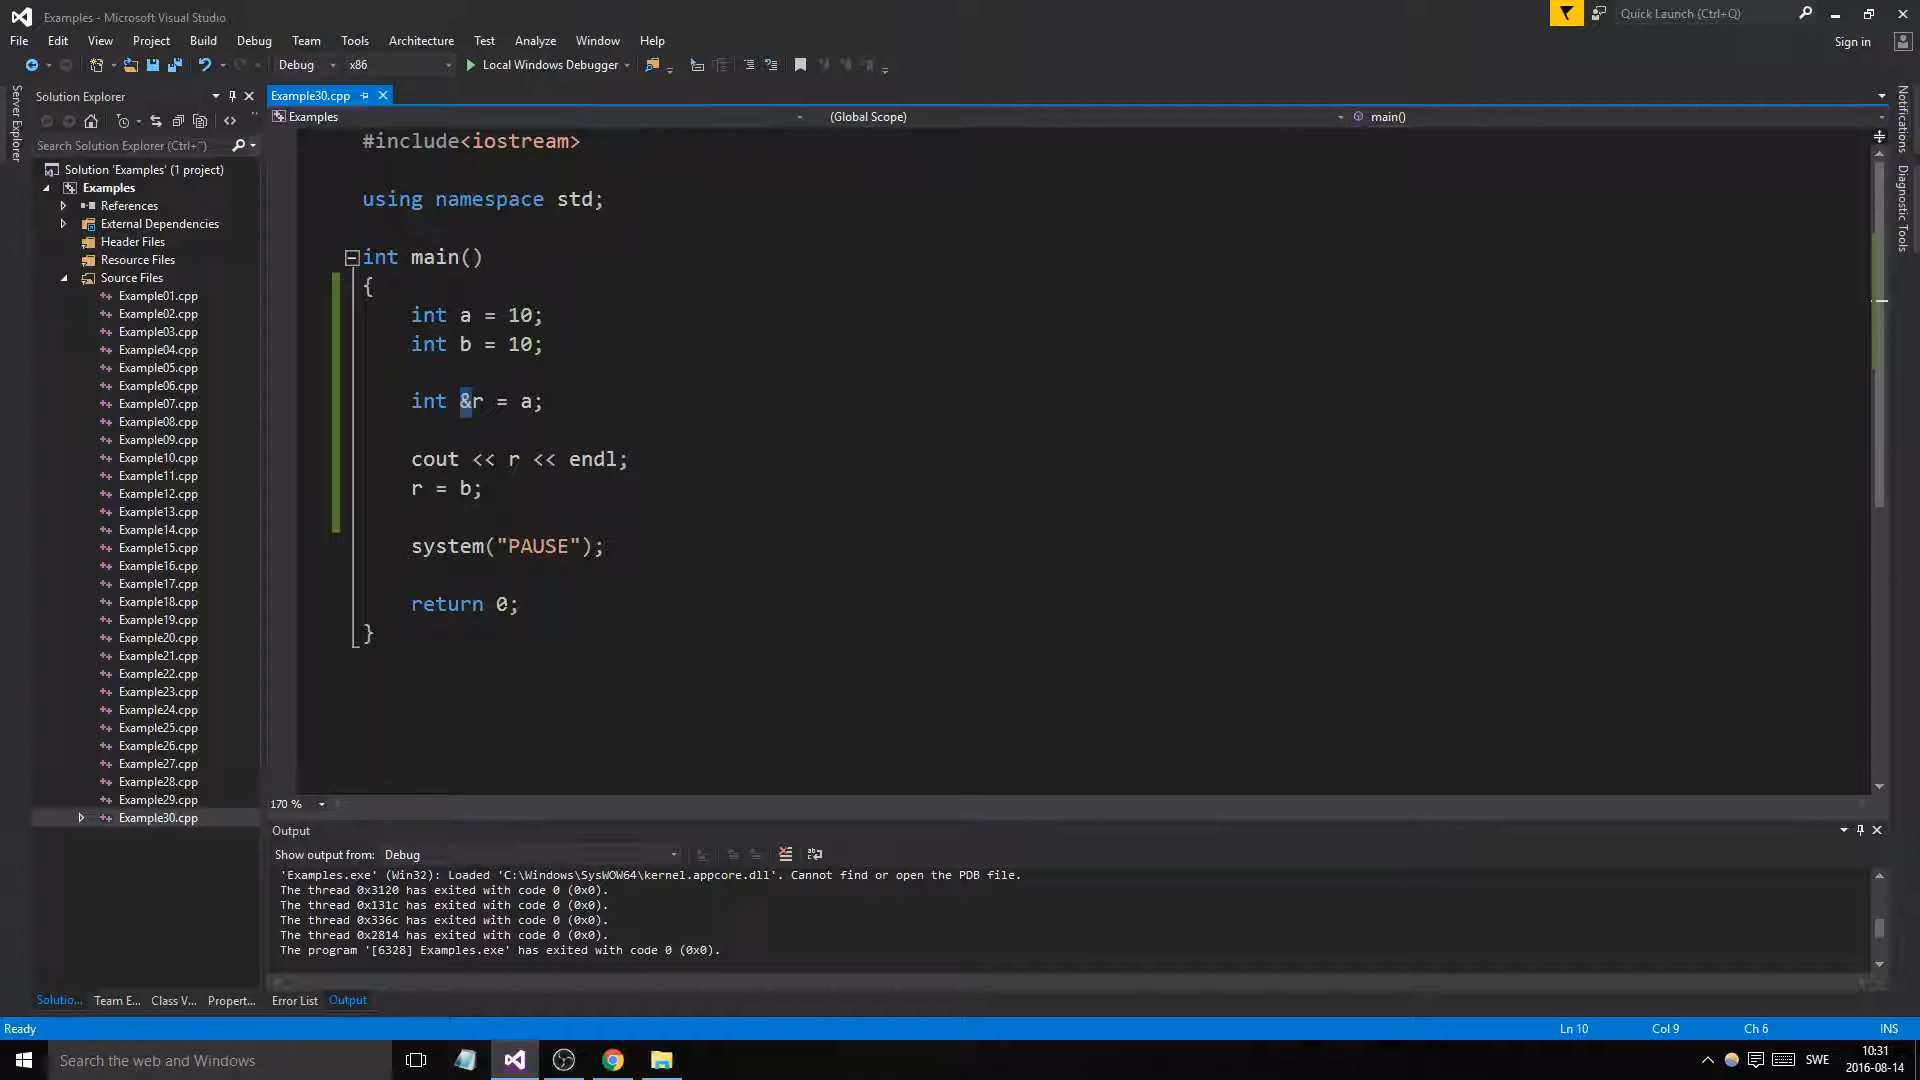 Examples - Microsoft Visual Studio
Quick Launch (Ctrl+Q)
File Edit View Project Build Debug Team Tools Architecture Test Analyze Window Help
Sign in
Debug x86 Local Windows Debugger
Server Explorer
Solution Explorer
Search Solution Explorer (Ctrl+¨)
Solution 'Examples' (1 project)
Examples
References
External Dependencies
Header Files
Resource Files
Source Files
Example01.cpp
Example02.cpp
Example03.cpp
Example04.cpp
Example05.cpp
Example06.cpp
Example07.cpp
Example08.cpp
Example09.cpp
Example10.cpp
Example11.cpp
Example12.cpp
Example13.cpp
Example14.cpp
Example15.cpp
Example16.cpp
Example17.cpp
Example18.cpp
Example19.cpp
Example20.cpp
Example21.cpp
Example22.cpp
Example23.cpp
Example24.cpp
Example25.cpp
Example26.cpp
Example27.cpp
Example28.cpp
Example29.cpp
Example30.cpp
Solutio... Team E... Class V... Propert...
Example30.cpp
Examples (Global Scope) main()
#include<iostream>
using namespace std;
int main()
{
int a = 10;
int b = 10;
int &r = a;
cout << r << endl;
r = b;
system("PAUSE");
return 0;
}
170 %
Output
Show output from: Debug
'Examples.exe' (Win32): Loaded 'C:\Windows\SysWOW64\kernel.appcore.dll'. Cannot find or open the PDB file.
The thread 0x3120 has exited with code 0 (0x0).
The thread 0x131c has exited with code 0 (0x0).
The thread 0x336c has exited with code 0 (0x0).
The thread 0x2814 has exited with code 0 (0x0).
The program '[6328] Examples.exe' has exited with code 0 (0x0).
Error List Output
Notifications
Diagnostic Tools
Ready Ln 10 Col 9 Ch 6 INS
Search the web and Windows
SWE
10:31
2016-08-14